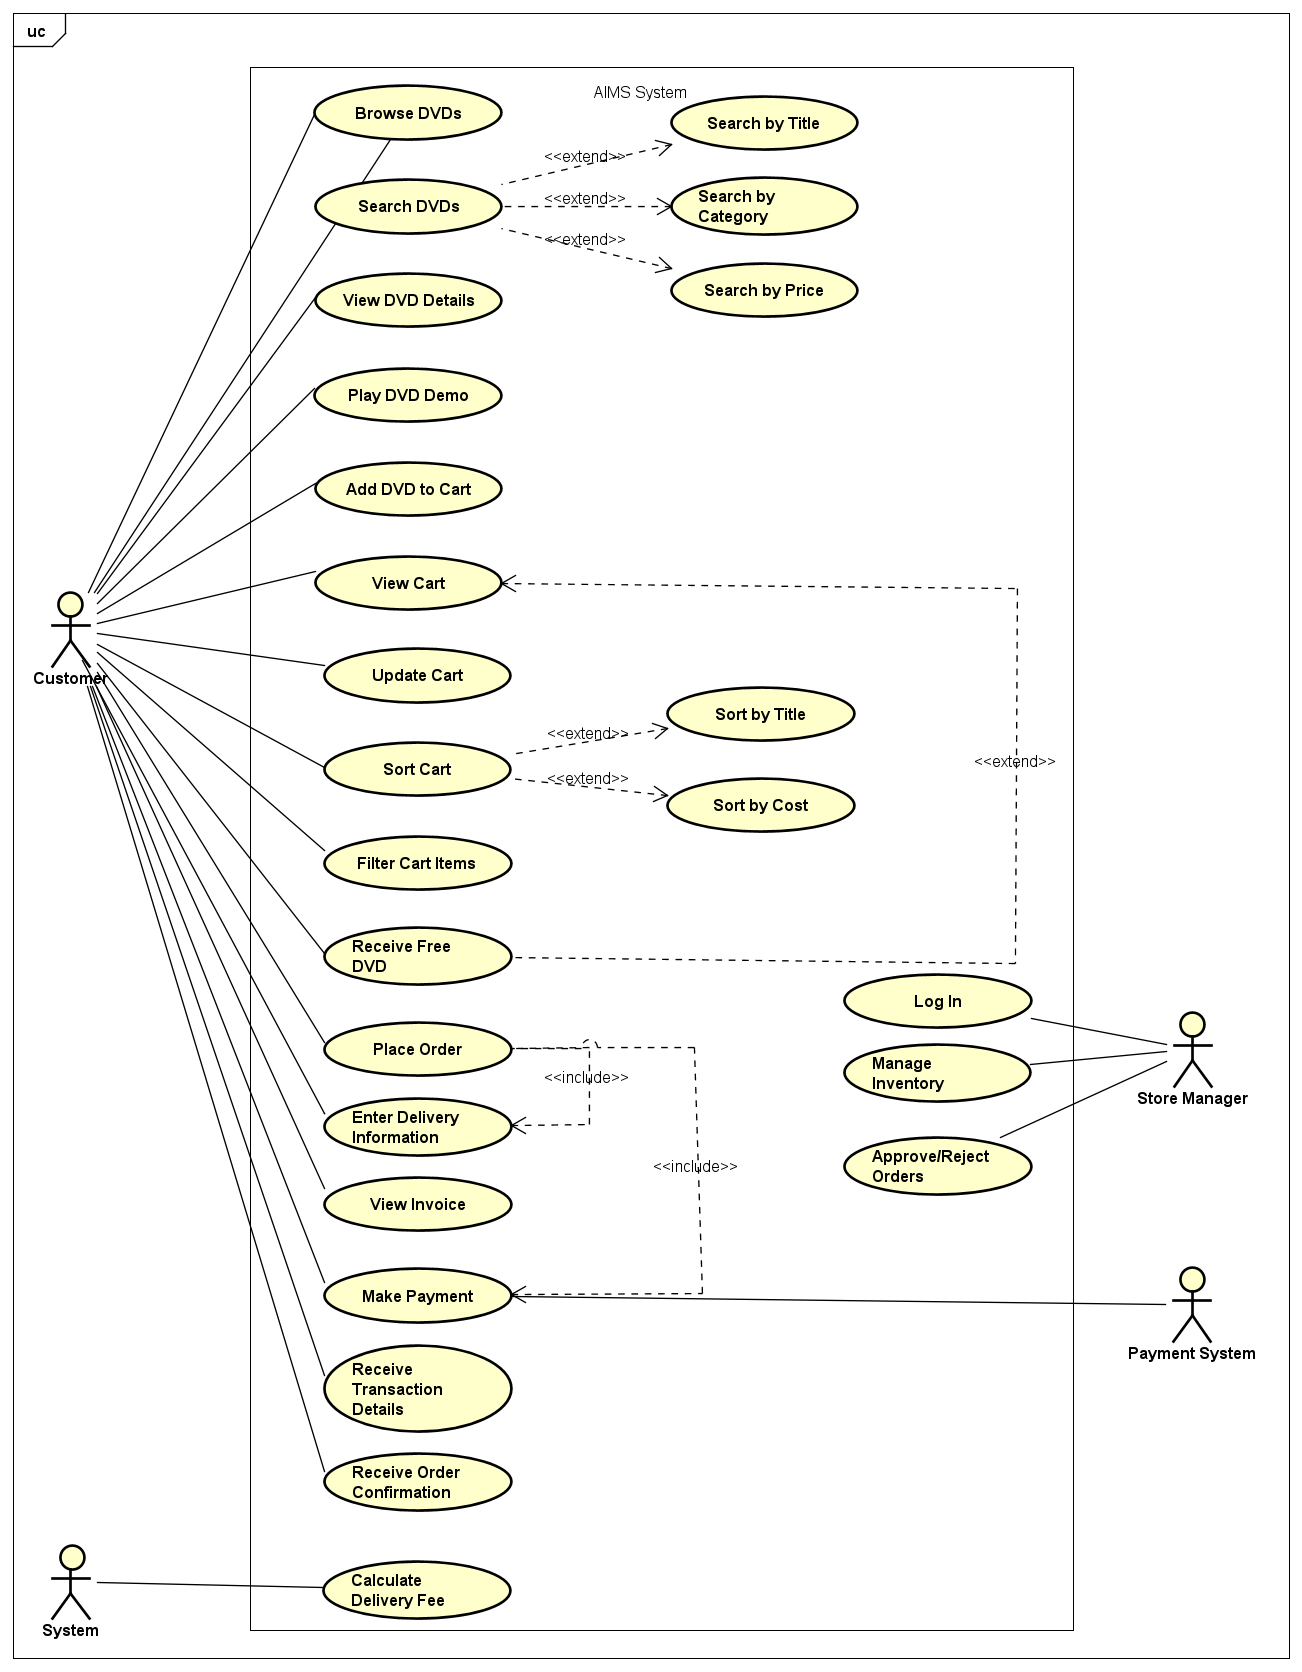 uc
AIMS System
Browse DVDs
Search by Title
<<extend>>
Search DVDs
<<extend>>
Search by
Category
<<extend>>
View DVD Details
Search by Price
Play DVD Demo
Add DVD to Cart
View Cart
Customer
Update Cart
Sort by Title
<<extend>>
Sort Cart
<<extend>>
<<extend>>
Sort by Cost
Filter Cart Items
Receive Free
DVD
Log In
Place Order
<<include>>
Manage
Inventory
Store Manager
Enter Delivery
Information
<<include>>
Approve/Reject
Orders
View Invoice
Make Payment
Payment System
Receive
Transaction
Details
Receive Order
Confirmation
System
Calculate
Delivery Fee